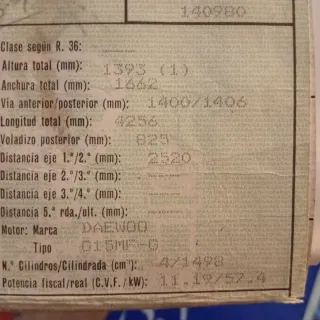 140980
Clase según R. 36:
Altura total (mm): 1393 (1)
Anchura total (mm): 1662
Vía anterior/posterior (mm): 1400/1406
Longitud total (mm): 4256
Voladizo posterior (mm): 825
Distancia eje 1.º/2.º (mm): 2520
Distancia eje 2.º/3.º (mm):
Distancia eje 3.º/4.º (mm):
Distancia 5.ª rda./ult. (mm):
Motor: Marca DAEWOO
Tipo G15MF-G
N.º Cilindros/Cilindrada (cm³): 4/1498
Potencia fiscal/real (C.V.F./kW): 11.19/57.4